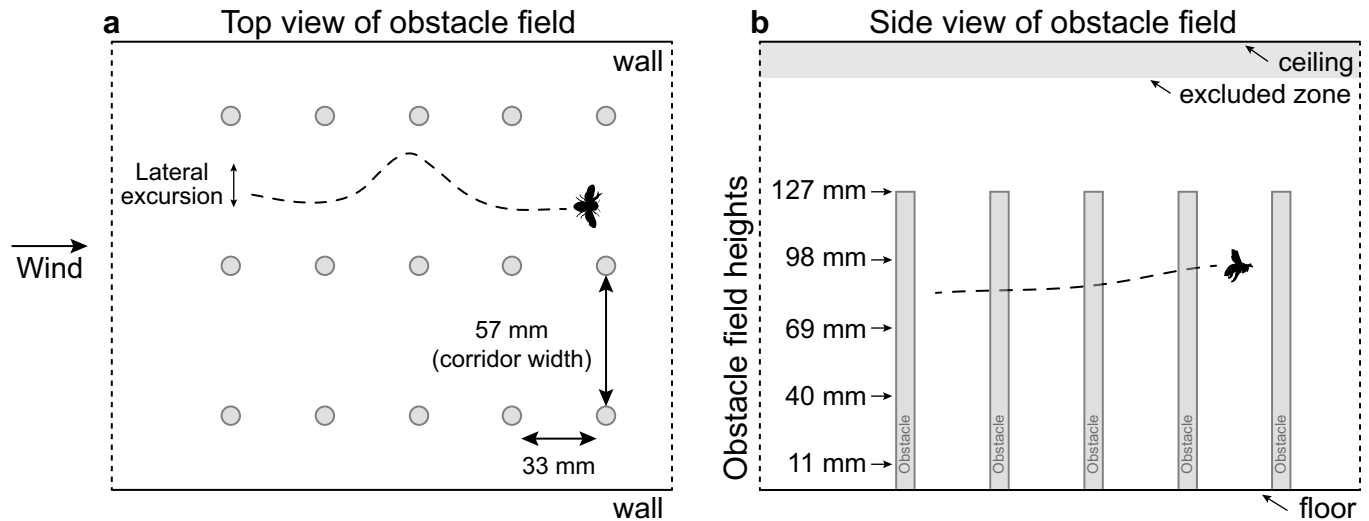 a
Top view of obstacle field
wall
Lateral
excursion
Wind
57 mm
(corridor width)
33 mm
wall
b
Side view of obstacle field
ceiling
excluded zone
Obstacle field heights
127 mm
98 mm
69 mm
40 mm
11 mm
Obstacle
Obstacle
Obstacle
Obstacle
Obstacle
floor